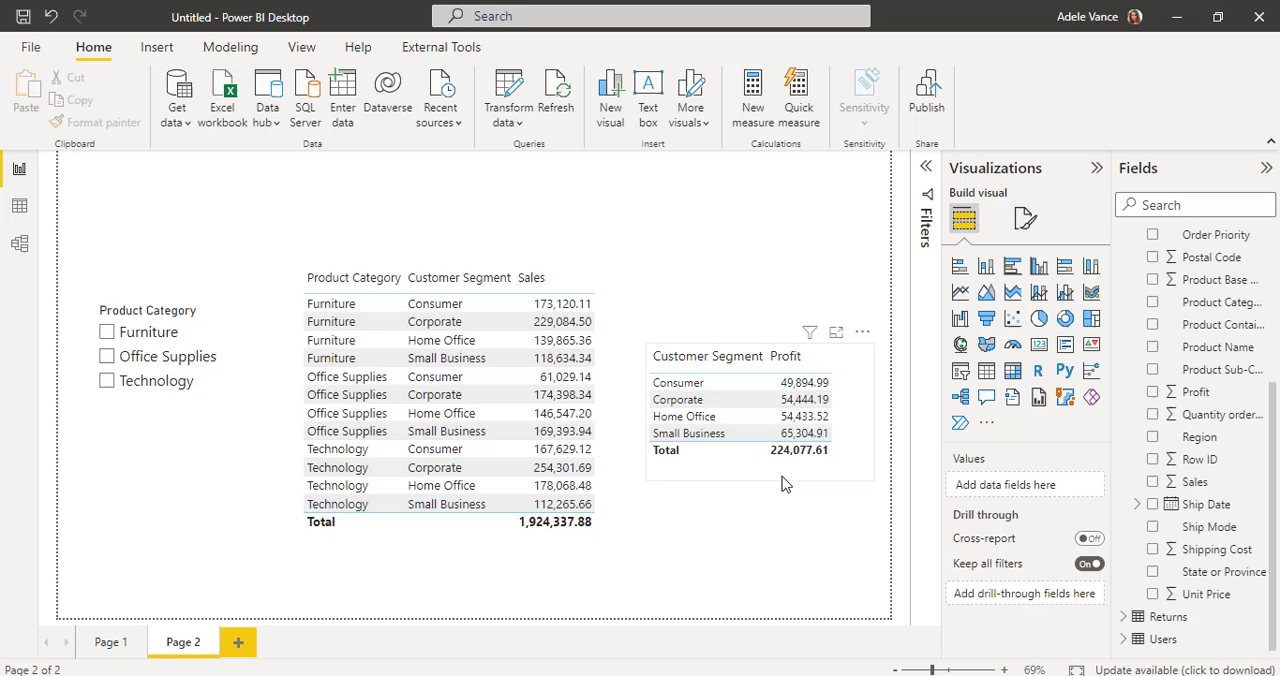 Untitled - Power BI Desktop
Search
Adele Vance
File Home Insert Modeling View Help External Tools
Paste
Cut
Copy
Format painter
Get data
Excel workbook
Data hub
SQL Server
Enter data
Dataverse
Recent sources
Transform data
Refresh
New visual
Text box
More visuals
New measure
Quick measure
Sensitivity
Publish
Clipboard
Data
Queries
Insert
Calculations
Sensitivity
Share
Product Category
Furniture
Office Supplies
Technology
Product Category Customer Segment Sales
Furniture Consumer 173,120.11
Furniture Corporate 229,084.50
Furniture Home Office 139,865.36
Furniture Small Business 118,634.34
Office Supplies Consumer 61,029.14
Office Supplies Corporate 174,398.34
Office Supplies Home Office 146,547.20
Office Supplies Small Business 169,393.94
Technology Consumer 167,629.12
Technology Corporate 254,301.69
Technology Home Office 178,068.48
Technology Small Business 112,265.66
Total 1,924,337.88
Customer Segment Profit
Consumer 49,894.99
Corporate 54,444.19
Home Office 54,433.52
Small Business 65,304.91
Total 224,077.61
Filters
Visualizations
Build visual
123
R
Py
Values
Add data fields here
Drill through
Cross-report Off
Keep all filters On
Add drill-through fields here
Fields
Search
Order Priority
Postal Code
Product Base ...
Product Categ...
Product Contai...
Product Name
Product Sub-C...
Profit
Quantity order...
Region
Row ID
Sales
Ship Date
Ship Mode
Shipping Cost
State or Province
Unit Price
Returns
Users
Page 1
Page 2
Page 2 of 2
69%
Update available (click to download)